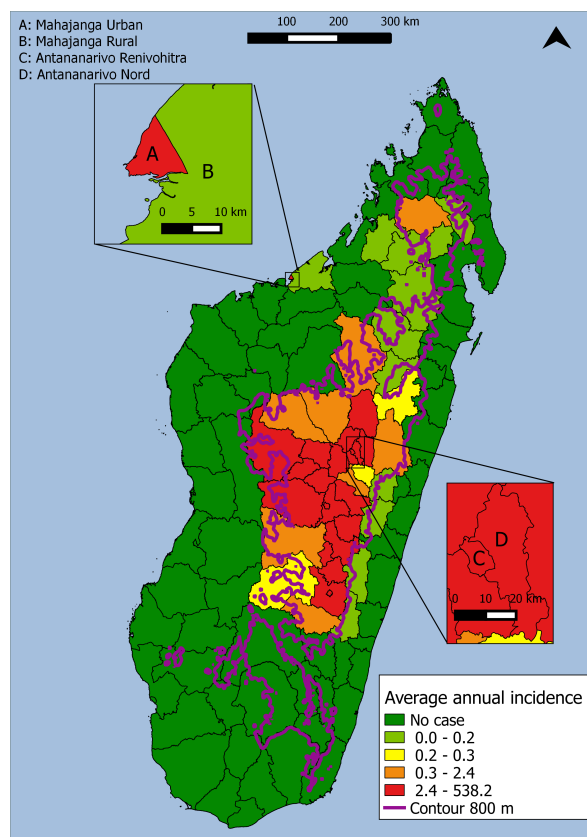 A: Mahajanga Urban
B: Mahajanga Rural
C: Antananarivo Renivohitra
D: Antananarivo Nord
100 200 300 km
A
B
0 5 10 km
D
C
0 10 20 km
Average annual incidence
No case
0.0 - 0.2
0.2 - 0.3
0.3 - 2.4
2.4 - 538.2
Contour 800 m